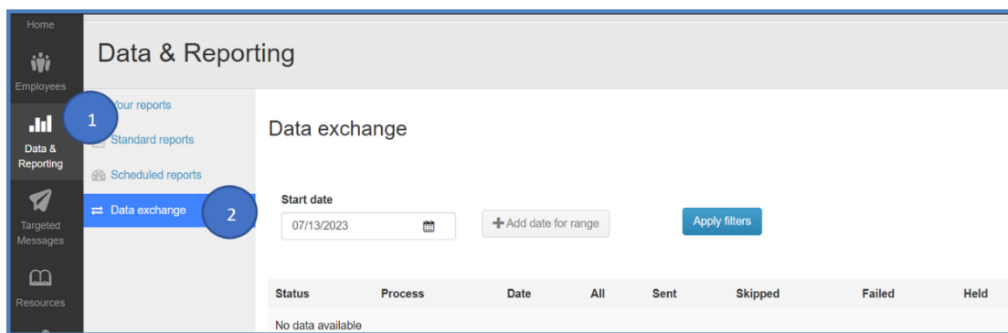 Home
Employees
Data &
Reporting
Targeted
Messages
Resources
Data & Reporting
1
Your reports
Standard reports
Scheduled reports
Data exchange
2
Data exchange
Start date
07/13/2023
Add date for range
Apply filters
Status Process Date All Sent Skipped Failed Held
No data available